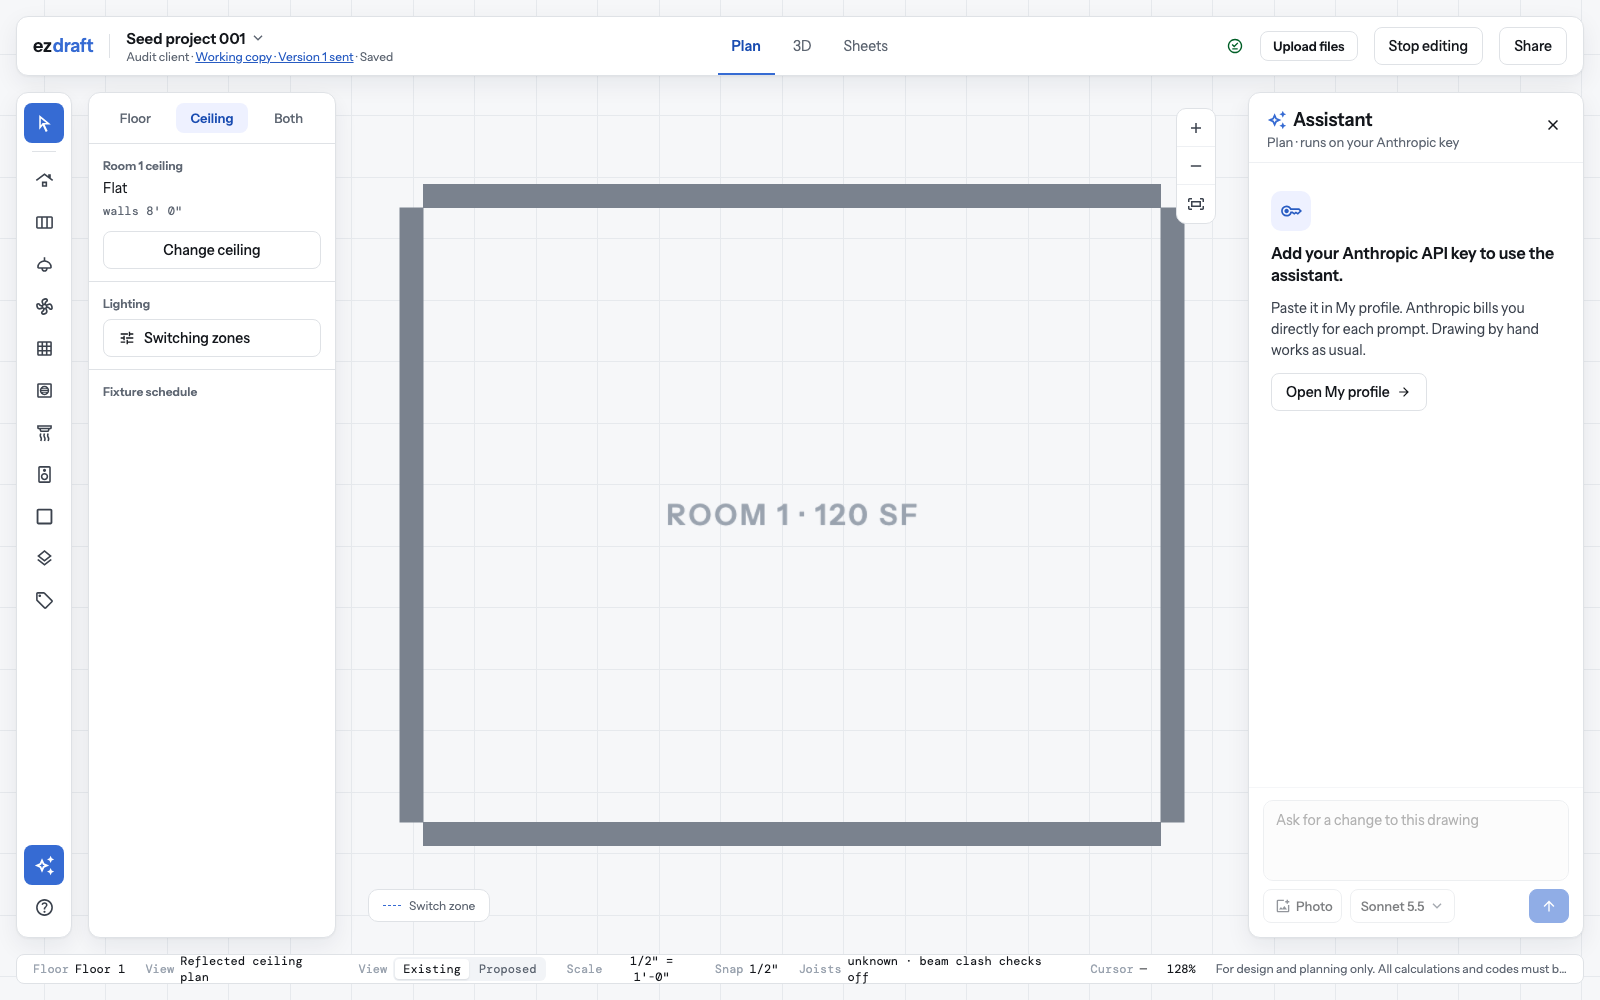 ezdraft
Seed project 001
Audit client · Working copy · Version 1 sent · Saved
Plan
3D
Sheets
Upload files
Stop editing
Share
Floor
Ceiling
Both
Room 1 ceiling
Flat
walls 8' 0"
Change ceiling
Lighting
Switching zones
Fixture schedule
ROOM 1 · 120 SF
Switch zone
Assistant
Plan · runs on your Anthropic key
Add your Anthropic API key to use the
assistant.
Paste it in My profile. Anthropic bills you
directly for each prompt. Drawing by hand
works as usual.
Open My profile
Ask for a change to this drawing
Photo
Sonnet 5.5
Floor Floor 1
View Reflected ceiling
plan
View Existing Proposed
Scale 1/2" =
1'-0"
Snap 1/2"
Joists unknown · beam clash checks
off
Cursor —
128%
For design and planning only. All calculations and codes must b...